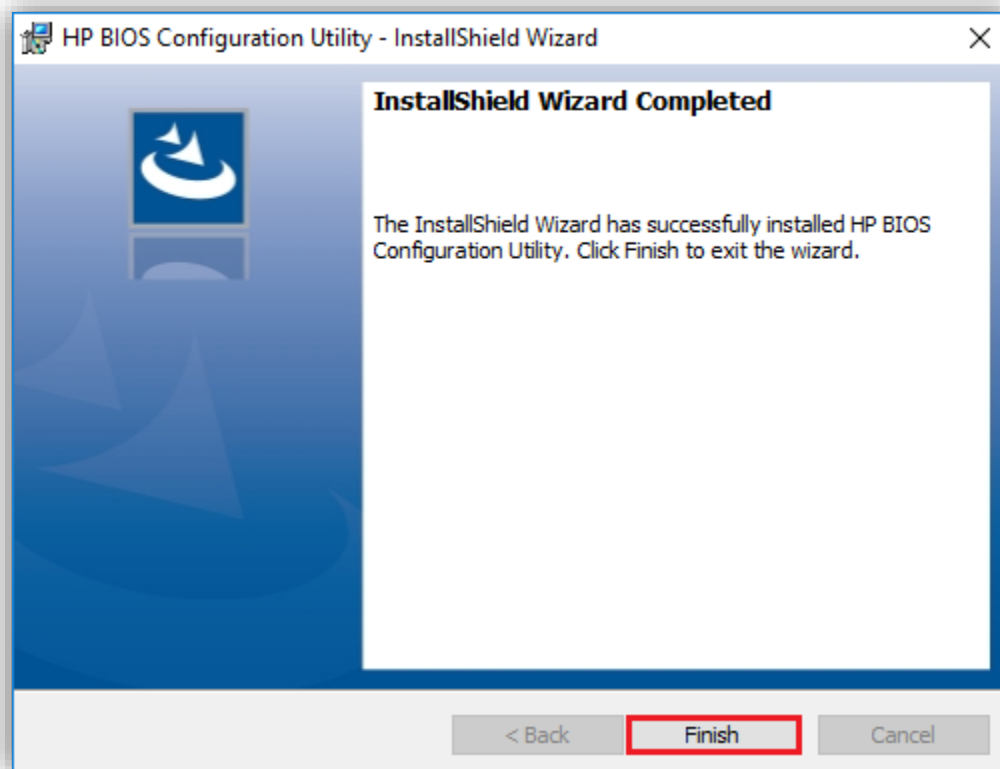 HP BIOS Configuration Utility - InstallShield Wizard
InstallShield Wizard Completed
The InstallShield Wizard has successfully installed HP BIOS
Configuration Utility. Click Finish to exit the wizard.
< Back
Finish
Cancel